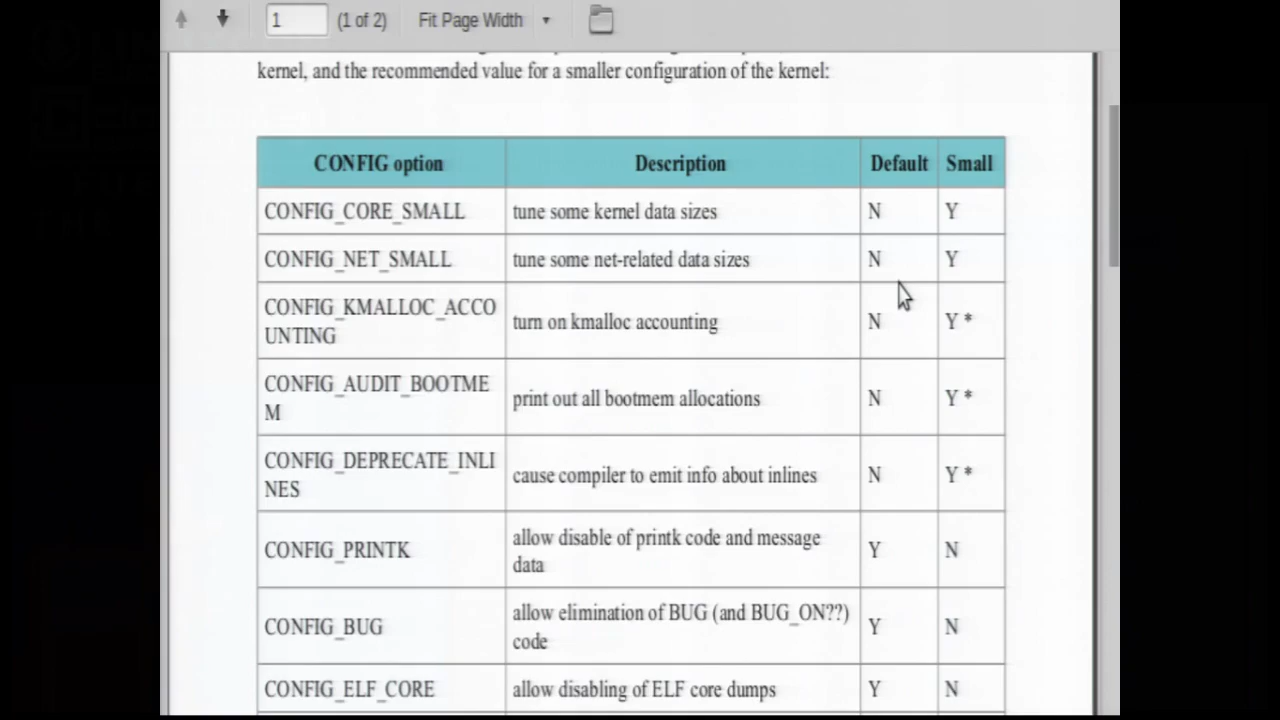 1 (1 of 2) Fit Page Width
kernel, and the recommended value for a smaller configuration of the kernel:
CONFIG option Description Default Small
CONFIG_CORE_SMALL tune some kernel data sizes N Y
CONFIG_NET_SMALL tune some net-related data sizes N Y
CONFIG_KMALLOC_ACCO
UNTING turn on kmalloc accounting N Y *
CONFIG_AUDIT_BOOTME
M print out all bootmem allocations N Y *
CONFIG_DEPRECATE_INLI
NES cause compiler to emit info about inlines N Y *
CONFIG_PRINTK allow disable of printk code and message
data Y N
CONFIG_BUG allow elimination of BUG (and BUG_ON??)
code Y N
CONFIG_ELF_CORE allow disabling of ELF core dumps Y N